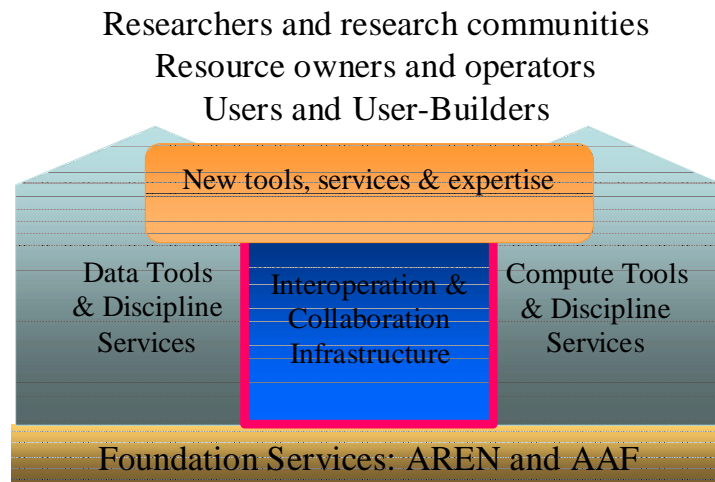 Researchers and research communities
Resource owners and operators
Users and User-Builders
New tools, services & expertise
Data Tools
& Discipline
Services
Interoperation &
Collaboration
Infrastructure
Compute Tools
& Discipline
Services
Foundation Services: AREN and AAF